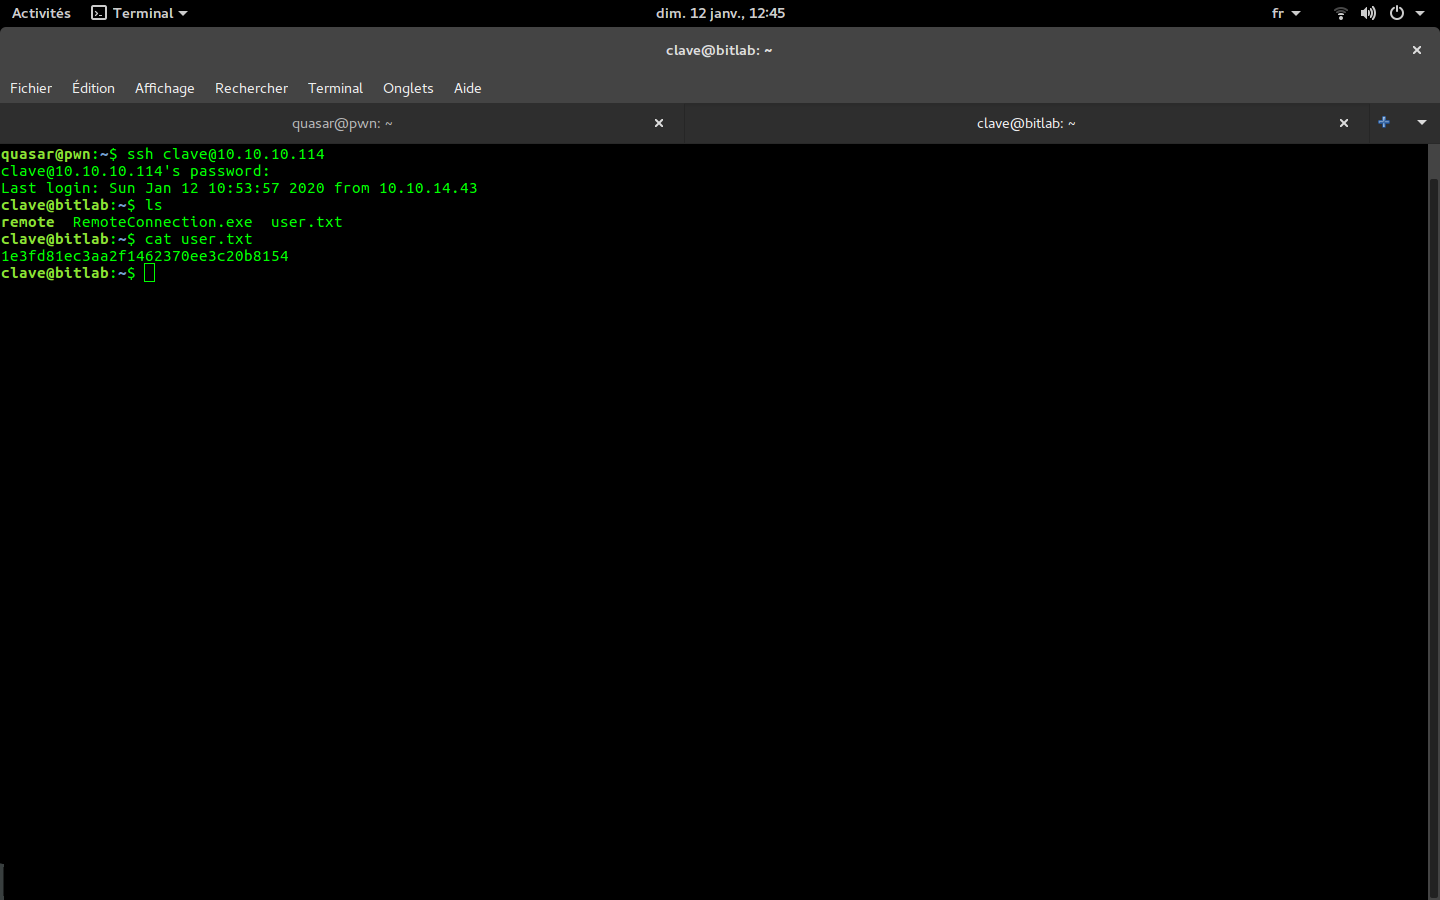 Activités Terminal dim. 12 janv., 12:45 fr
clave@bitlab: ~
Fichier Édition Affichage Rechercher Terminal Onglets Aide
quasar@pwn: ~ clave@bitlab: ~
quasar@pwn:~$ ssh clave@10.10.10.114
clave@10.10.10.114's password:
Last login: Sun Jan 12 10:53:57 2020 from 10.10.14.43
clave@bitlab:~$ ls
remote  RemoteConnection.exe  user.txt
clave@bitlab:~$ cat user.txt
1e3fd81ec3aa2f1462370ee3c20b8154
clave@bitlab:~$